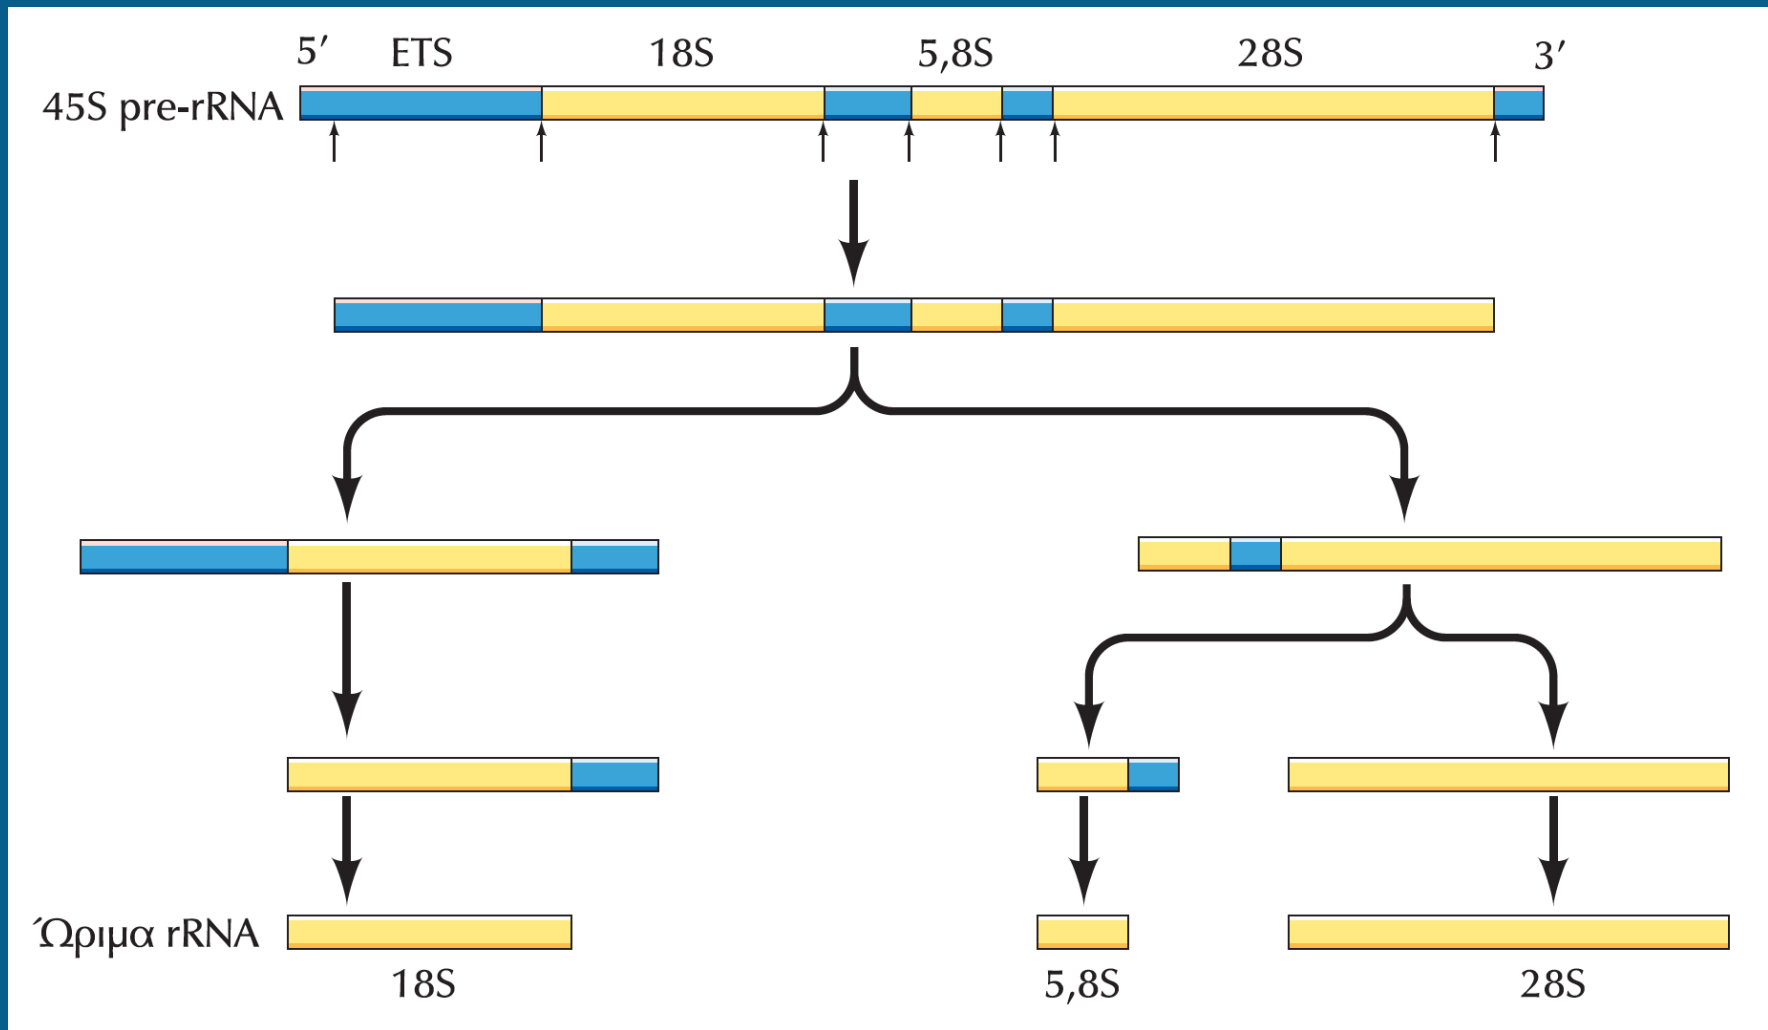 5′ ETS 18S 5,8S 28S 3′
45S pre-rRNA
Ώριμα rRNA
18S 5,8S 28S